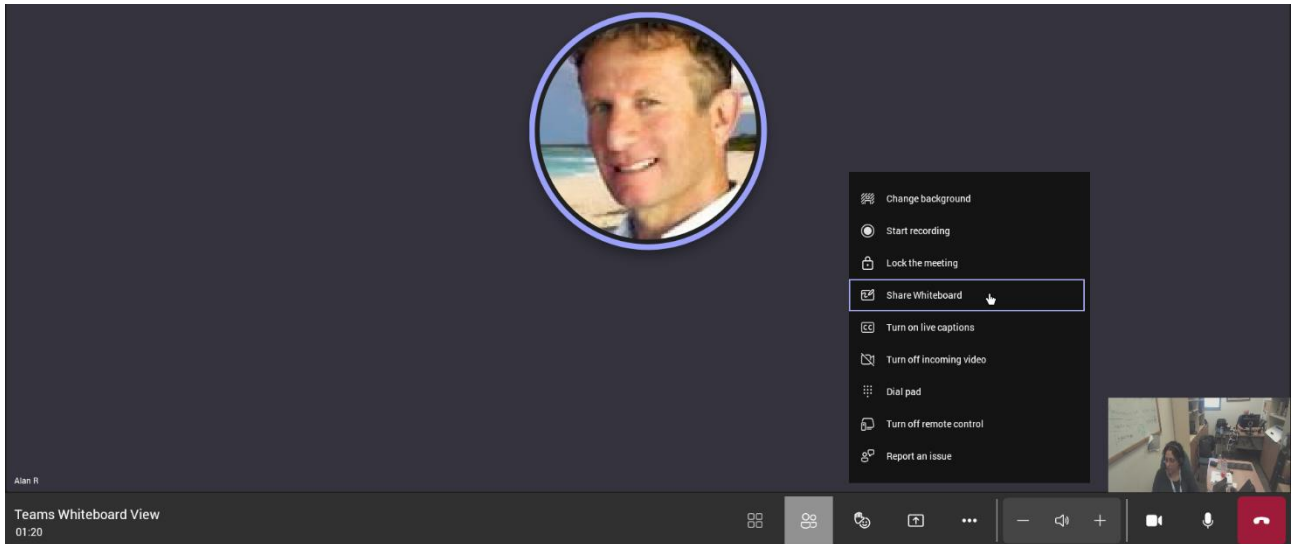 Change background
Start recording
Lock the meeting
Share Whiteboard
CC Turn on live captions
Turn off incoming video
Dial pad
Turn off remote control
Report an issue
Alan R
Teams Whiteboard View
01:20